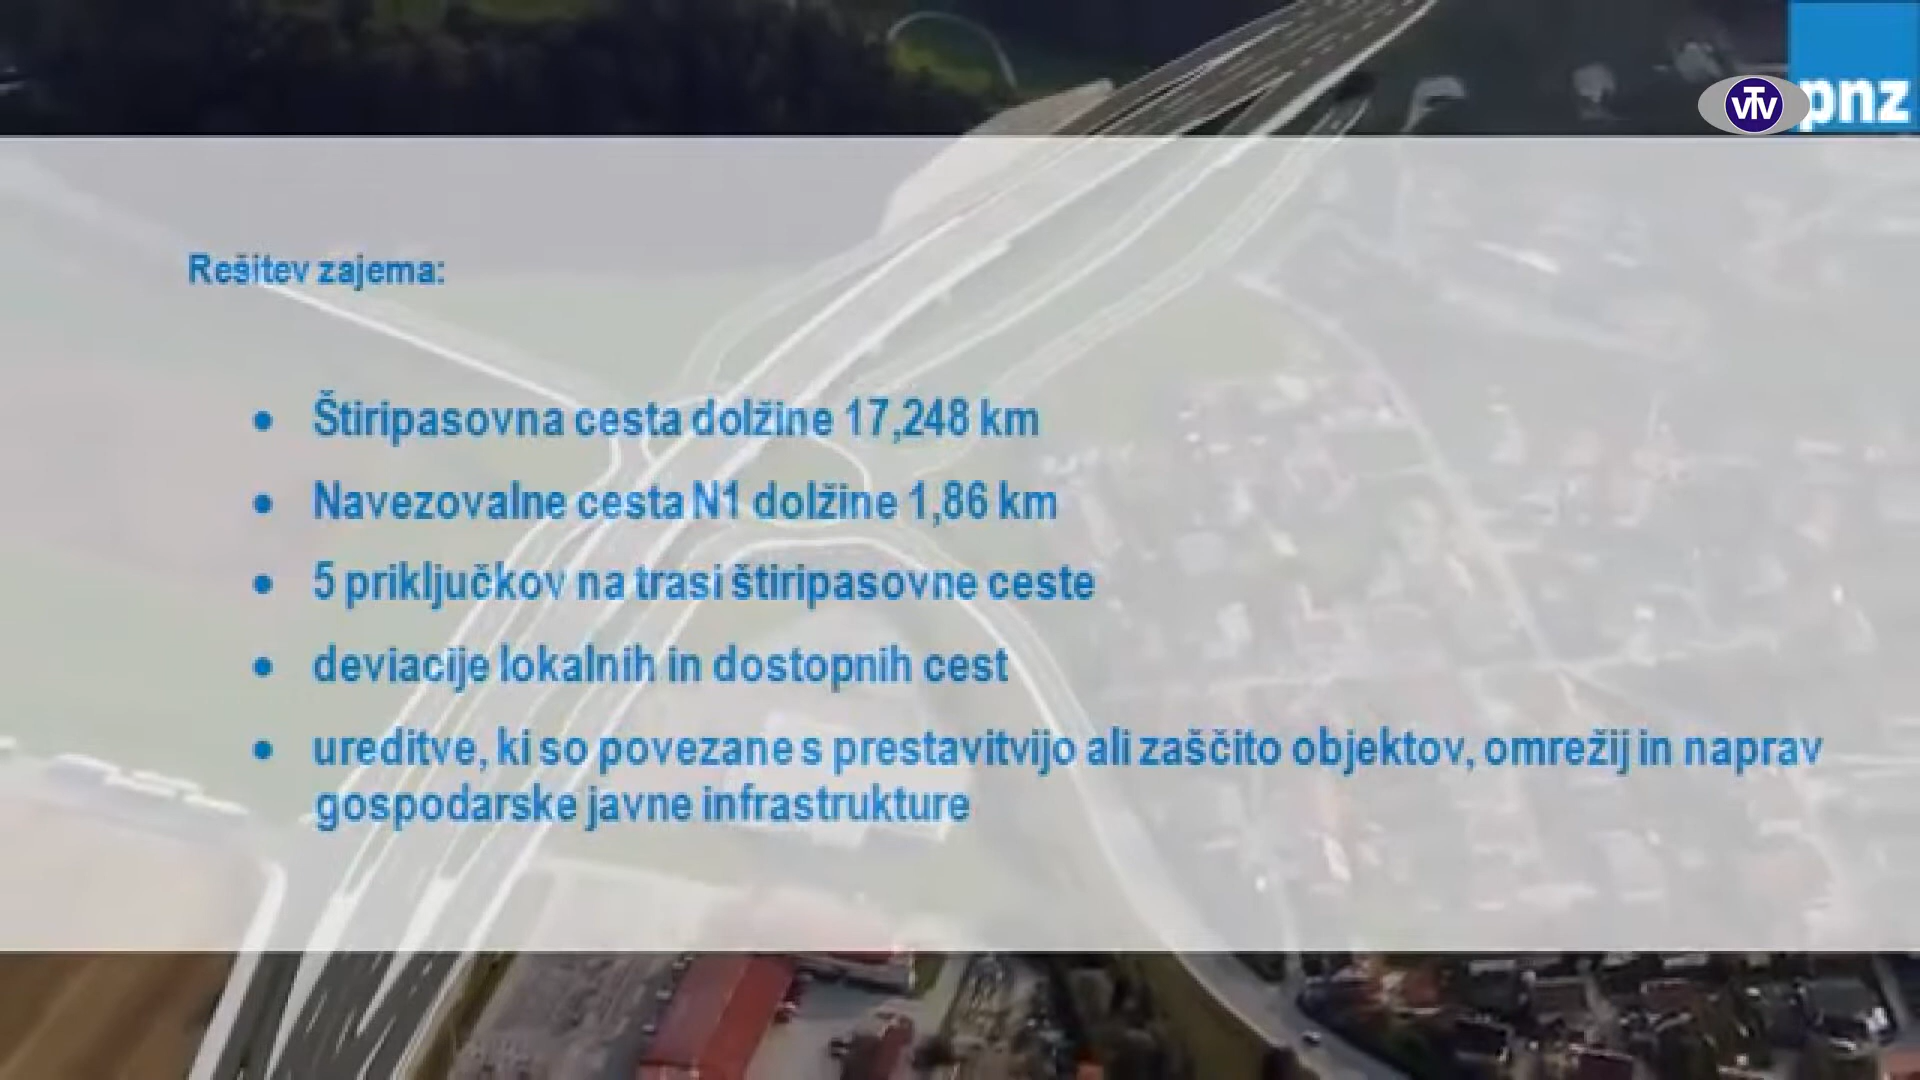 VTV
pnz
Rešitev zajema:
• Štiripasovna cesta dolžine 17,248 km
• Navezovalne cesta N1 dolžine 1,86 km
• 5 priključkov na trasi štiripasovne ceste
• deviacije lokalnih in dostopnih cest
• ureditve, ki so povezane s prestavitvijo ali zaščito objektov, omrežij in naprav
gospodarske javne infrastrukture